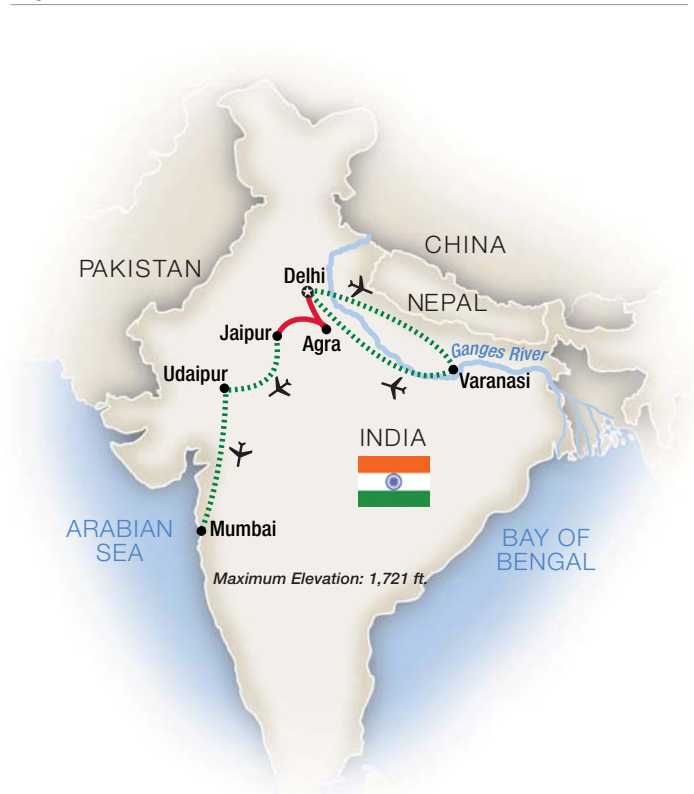 CHINA
PAKISTAN
Delhi
NEPAL
Jaipur
Agra
Ganges River
Udaipur
Varanasi
INDIA
ARABIAN
SEA
Mumbai
BAY OF
BENGAL
Maximum Elevation: 1,721 ft.